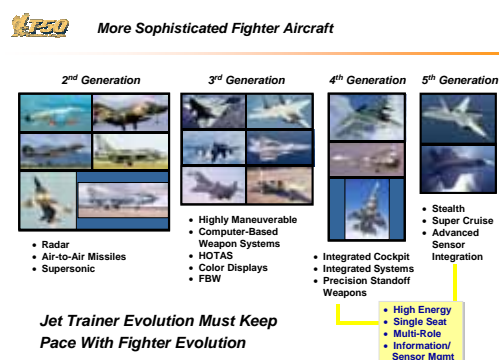 T-50
More Sophisticated Fighter Aircraft
2nd Generation
• Radar
• Air-to-Air Missiles
• Supersonic
3rd Generation
• Highly Maneuverable
• Computer-Based
Weapon Systems
• HOTAS
• Color Displays
• FBW
4th Generation
• Integrated Cockpit
• Integrated Systems
• Precision Standoff
Weapons
5th Generation
• Stealth
• Super Cruise
• Advanced
Sensor
Integration
• High Energy
• Single Seat
• Multi-Role
• Information/
Sensor Mgmt
Jet Trainer Evolution Must Keep
Pace With Fighter Evolution